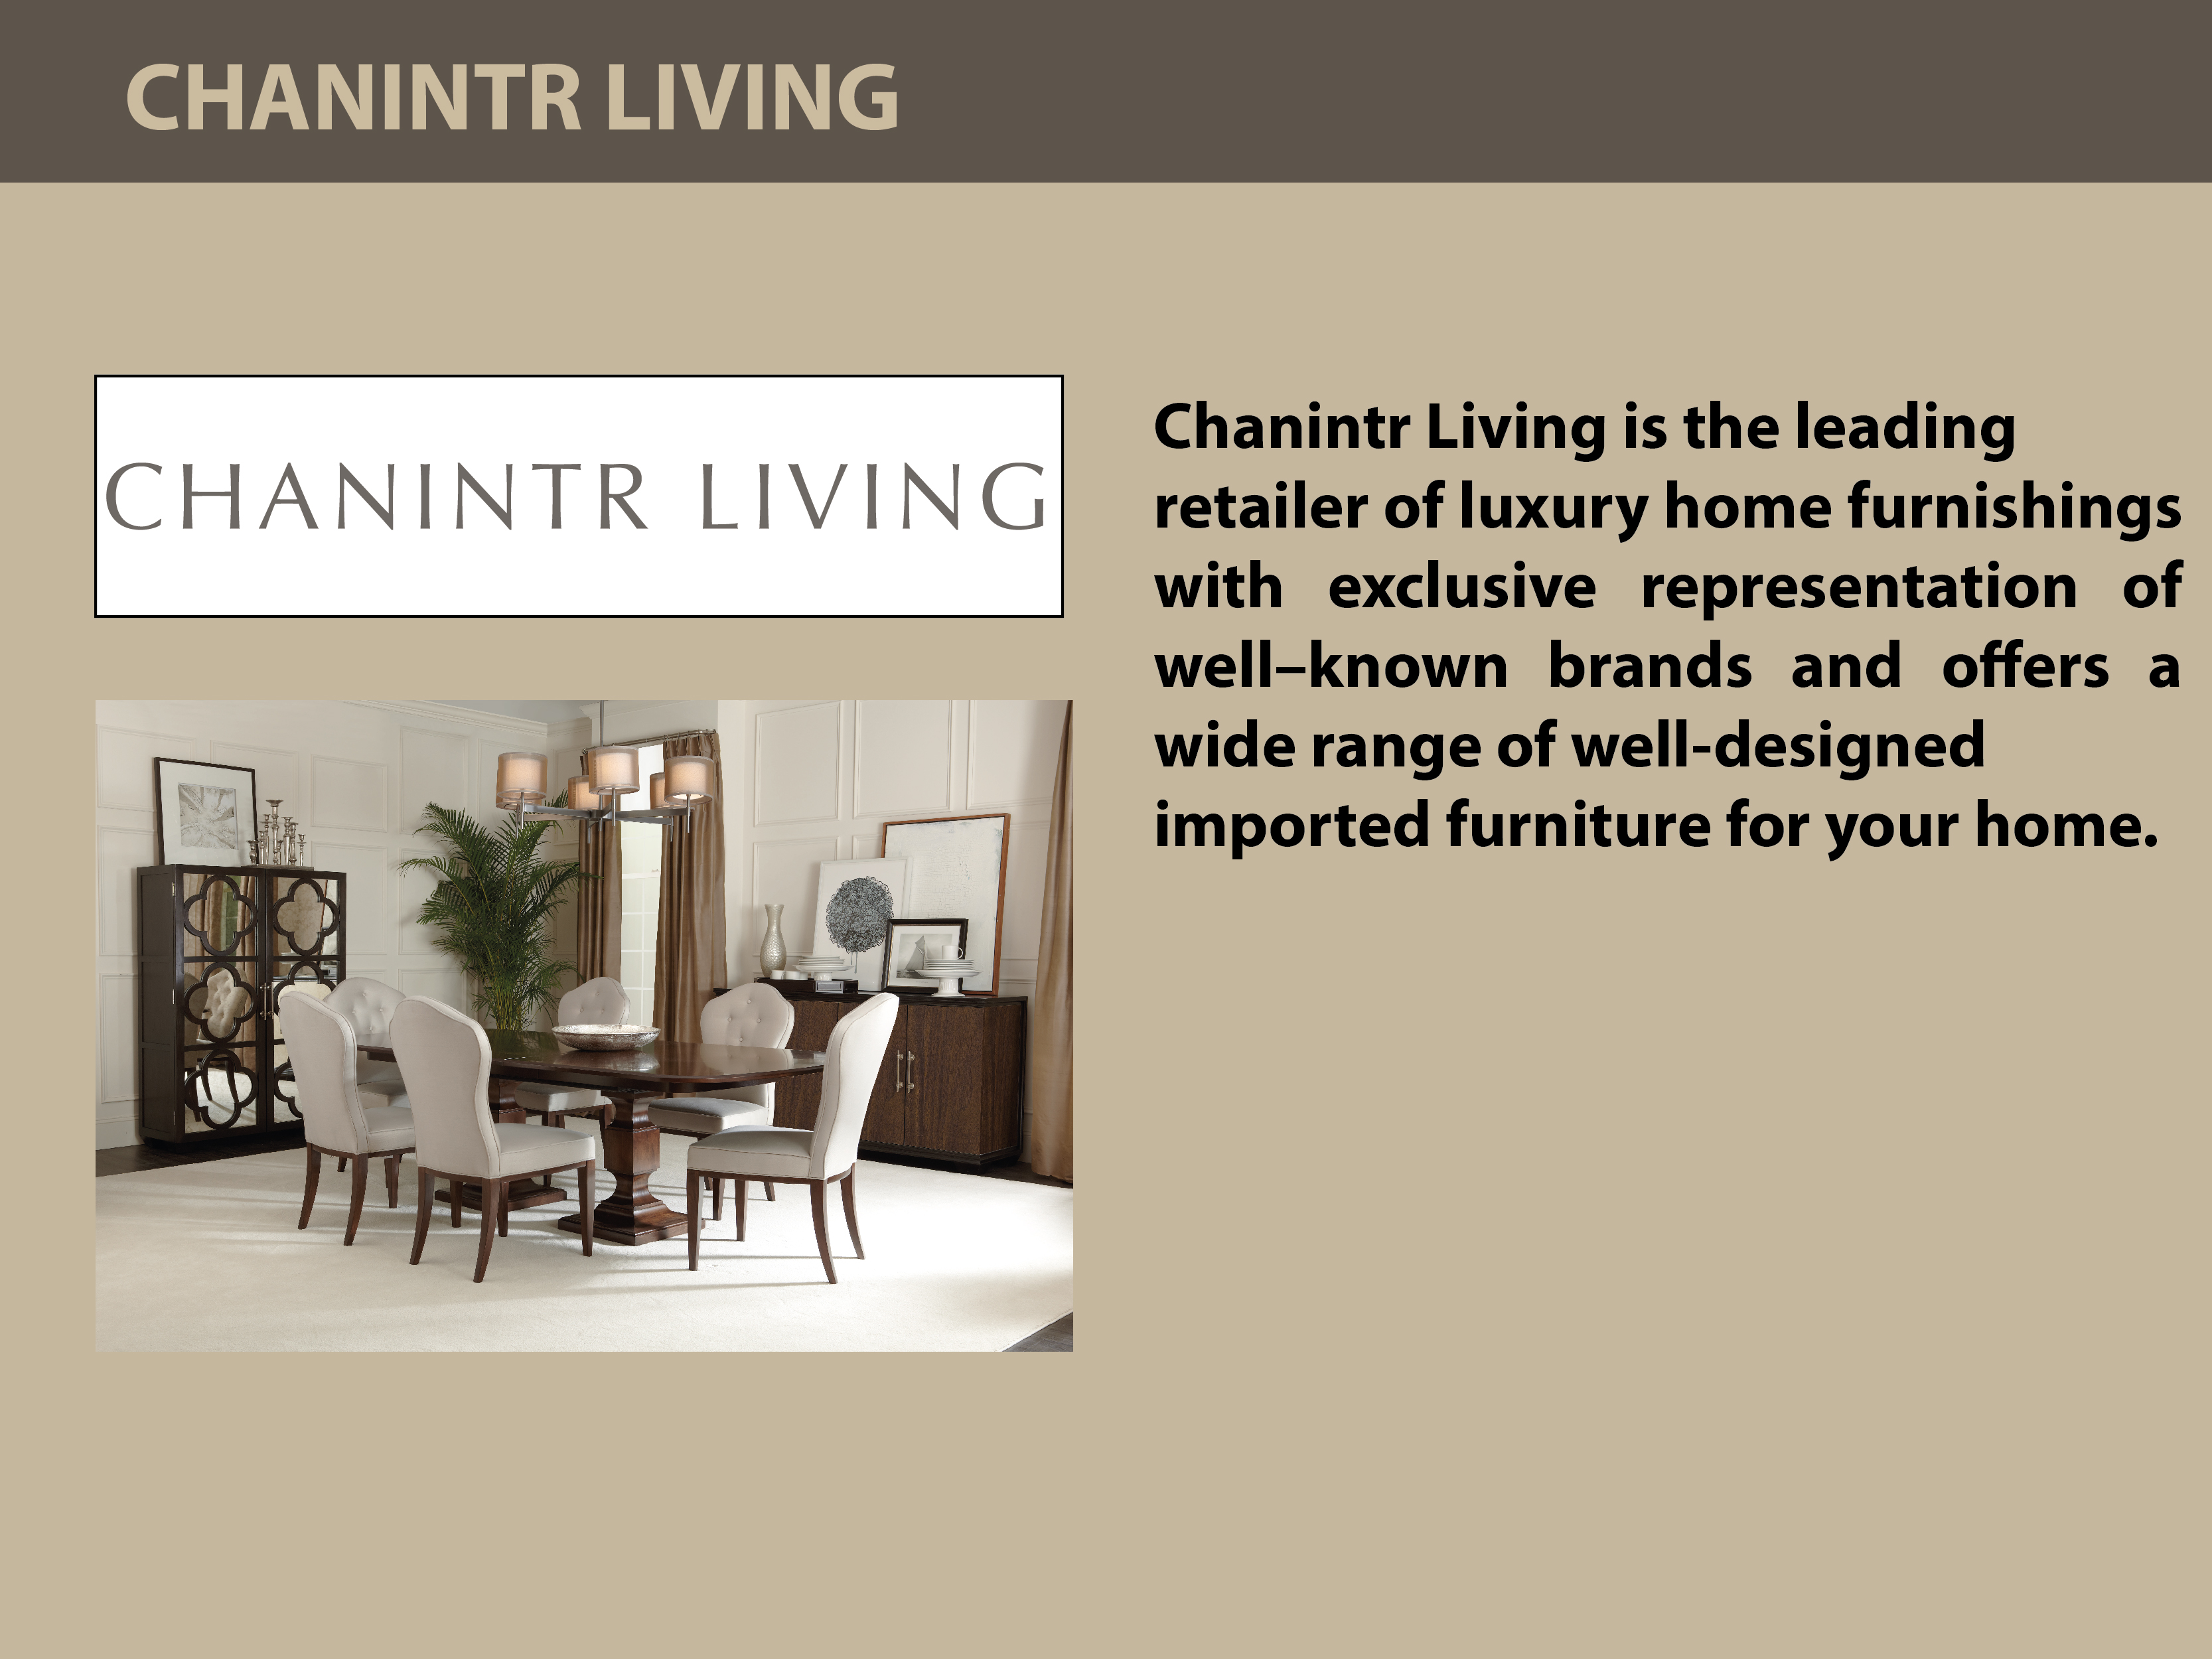 CHANINTR LIVING
CHANINTR LIVING
Chanintr Living is the leading
retailer of luxury home furnishings
with exclusive representation of
well–known brands and offers a
wide range of well-designed
imported furniture for your home.